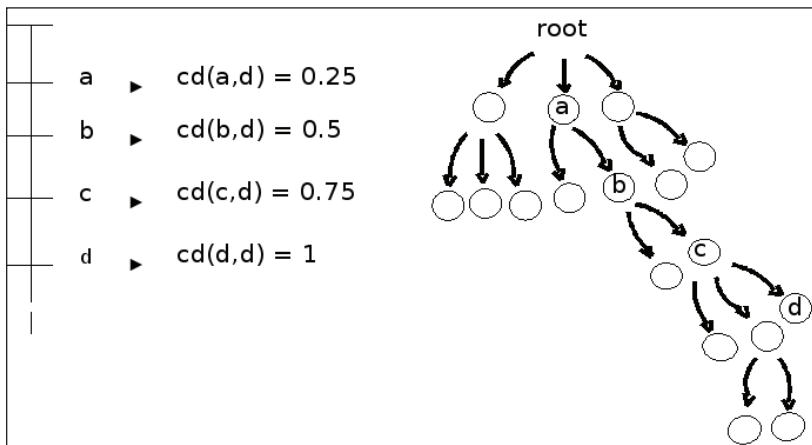 root
a ► cd(a,d) = 0.25
b ► cd(b,d) = 0.5
c ► cd(c,d) = 0.75
d ► cd(d,d) = 1
a
b
c
d